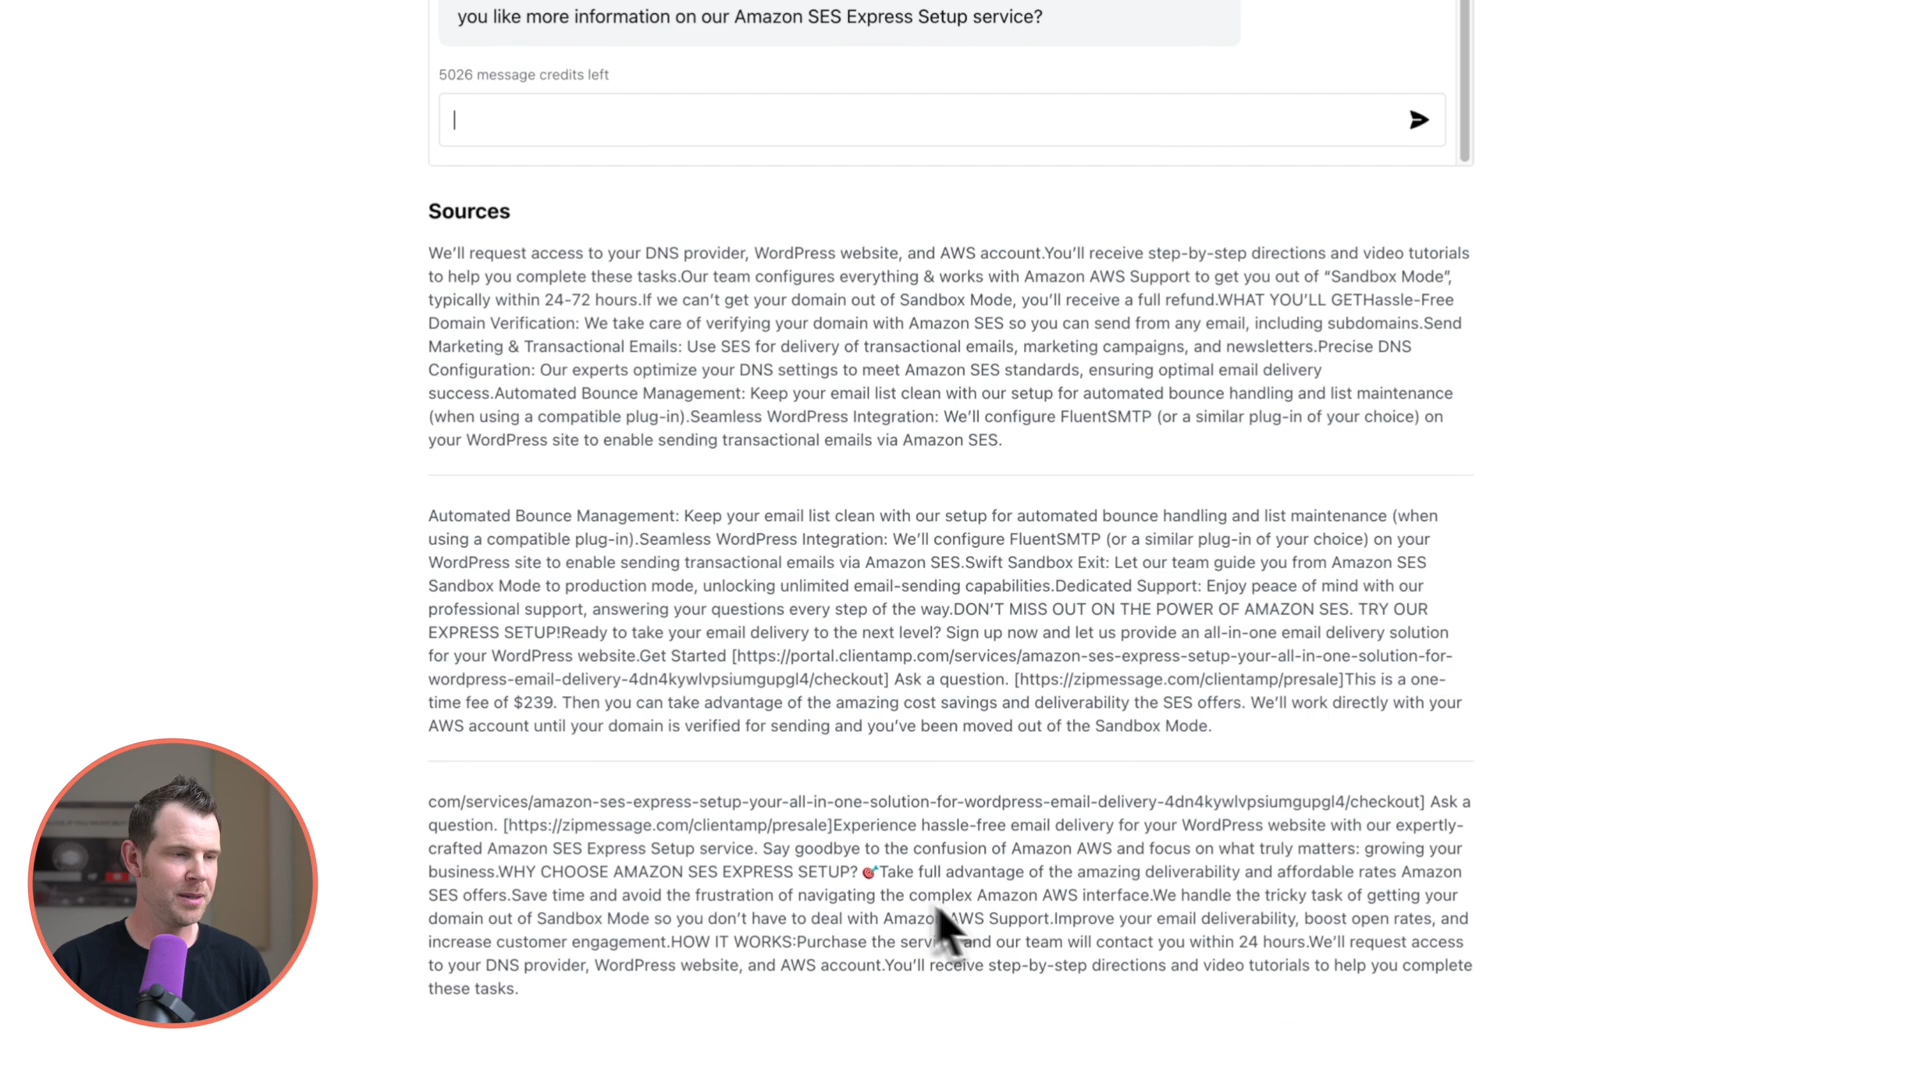 you like more information on our Amazon SES Express Setup service?
5026 message credits left
Sources
We’ll request access to your DNS provider, WordPress website, and AWS account.You’ll receive step-by-step directions and video tutorials
to help you complete these tasks.Our team configures everything & works with Amazon AWS Support to get you out of “Sandbox Mode”,
typically within 24-72 hours.If we can’t get your domain out of Sandbox Mode, you’ll receive a full refund.WHAT YOU’LL GETHassle-Free
Domain Verification: We take care of verifying your domain with Amazon SES so you can send from any email, including subdomains.Send
Marketing & Transactional Emails: Use SES for delivery of transactional emails, marketing campaigns, and newsletters.Precise DNS
Configuration: Our experts optimize your DNS settings to meet Amazon SES standards, ensuring optimal email delivery
success.Automated Bounce Management: Keep your email list clean with our setup for automated bounce handling and list maintenance
(when using a compatible plug-in).Seamless WordPress Integration: We’ll configure FluentSMTP (or a similar plug-in of your choice) on
your WordPress site to enable sending transactional emails via Amazon SES.
Automated Bounce Management: Keep your email list clean with our setup for automated bounce handling and list maintenance (when
using a compatible plug-in).Seamless WordPress Integration: We’ll configure FluentSMTP (or a similar plug-in of your choice) on your
WordPress site to enable sending transactional emails via Amazon SES.Swift Sandbox Exit: Let our team guide you from Amazon SES
Sandbox Mode to production mode, unlocking unlimited email-sending capabilities.Dedicated Support: Enjoy peace of mind with our
professional support, answering your questions every step of the way.DON’T MISS OUT ON THE POWER OF AMAZON SES. TRY OUR
EXPRESS SETUP!Ready to take your email delivery to the next level? Sign up now and let us provide an all-in-one email delivery solution
for your WordPress website.Get Started [https://portal.clientamp.com/services/amazon-ses-express-setup-your-all-in-one-solution-for-
wordpress-email-delivery-4dn4kywlvpsiumgupgl4/checkout] Ask a question. [https://zipmessage.com/clientamp/presale]This is a one-
time fee of $239. Then you can take advantage of the amazing cost savings and deliverability the SES offers. We’ll work directly with your
AWS account until your domain is verified for sending and you’ve been moved out of the Sandbox Mode.
com/services/amazon-ses-express-setup-your-all-in-one-solution-for-wordpress-email-delivery-4dn4kywlvpsiumgupgl4/checkout] Ask a
question. [https://zipmessage.com/clientamp/presale]Experience hassle-free email delivery for your WordPress website with our expertly-
crafted Amazon SES Express Setup service. Say goodbye to the confusion of Amazon AWS and focus on what truly matters: growing your
business.WHY CHOOSE AMAZON SES EXPRESS SETUP? 🎯Take full advantage of the amazing deliverability and affordable rates Amazon
SES offers.Save time and avoid the frustration of navigating the complex Amazon AWS interface.We handle the tricky task of getting your
domain out of Sandbox Mode so you don’t have to deal with Amazon AWS Support.Improve your email deliverability, boost open rates, and
increase customer engagement.HOW IT WORKS:Purchase the service and our team will contact you within 24 hours.We’ll request access
to your DNS provider, WordPress website, and AWS account.You’ll receive step-by-step directions and video tutorials to help you complete
these tasks.